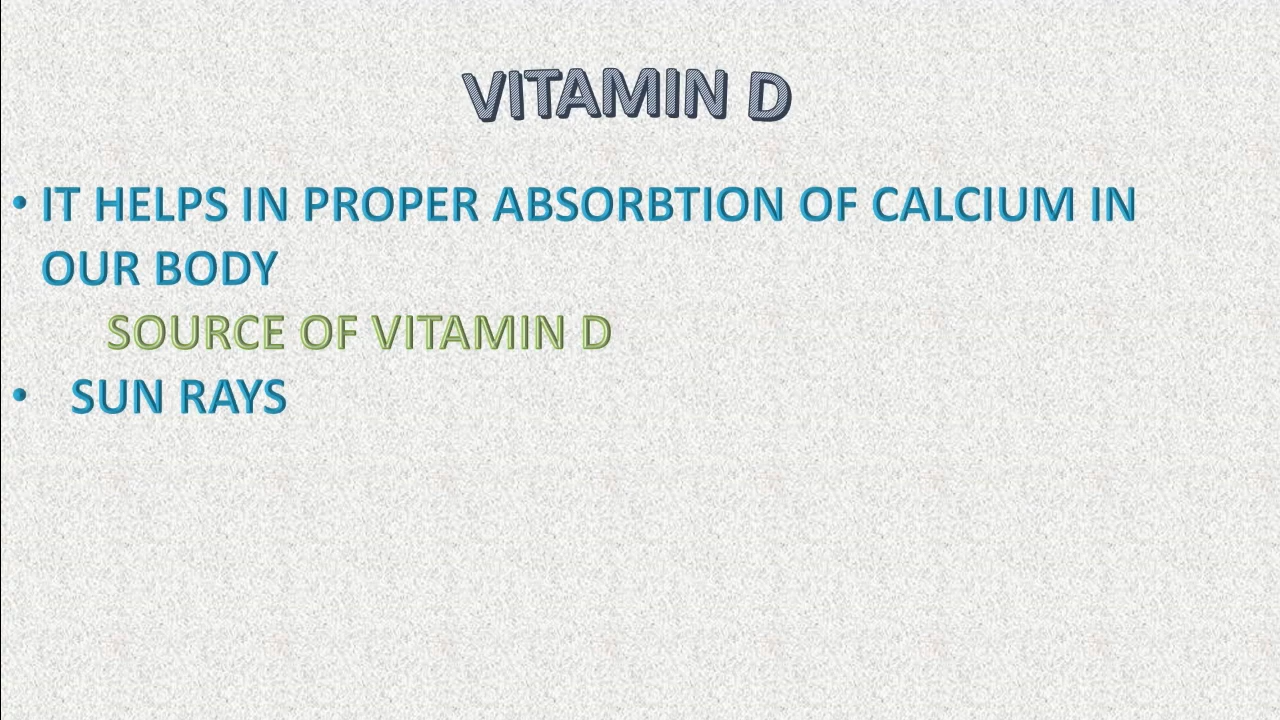 VITAMIN D
• IT HELPS IN PROPER ABSORBTION OF CALCIUM IN
OUR BODY
SOURCE OF VITAMIN D
• SUN RAYS